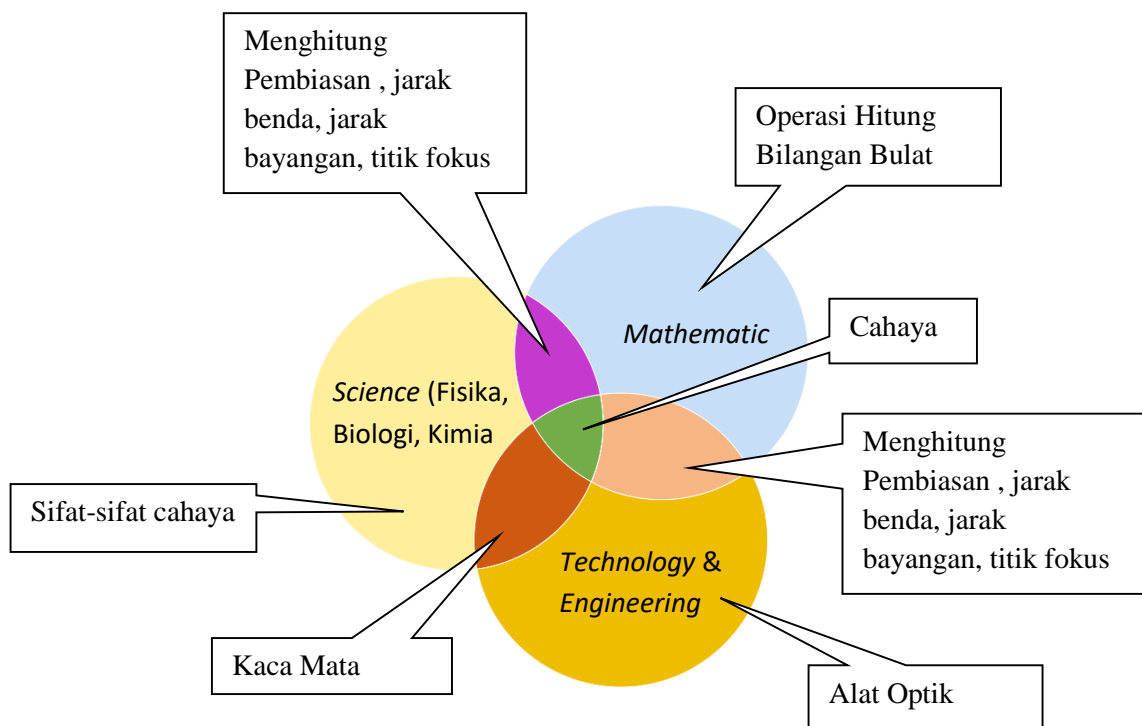 Menghitung
Pembiasan , jarak
benda, jarak
bayangan, titik fokus
Operasi Hitung
Bilangan Bulat
Cahaya
Mathematic
Science (Fisika,
Biologi, Kimia
Menghitung
Pembiasan , jarak
benda, jarak
bayangan, titik fokus
Sifat-sifat cahaya
Technology &
Engineering
Kaca Mata
Alat Optik